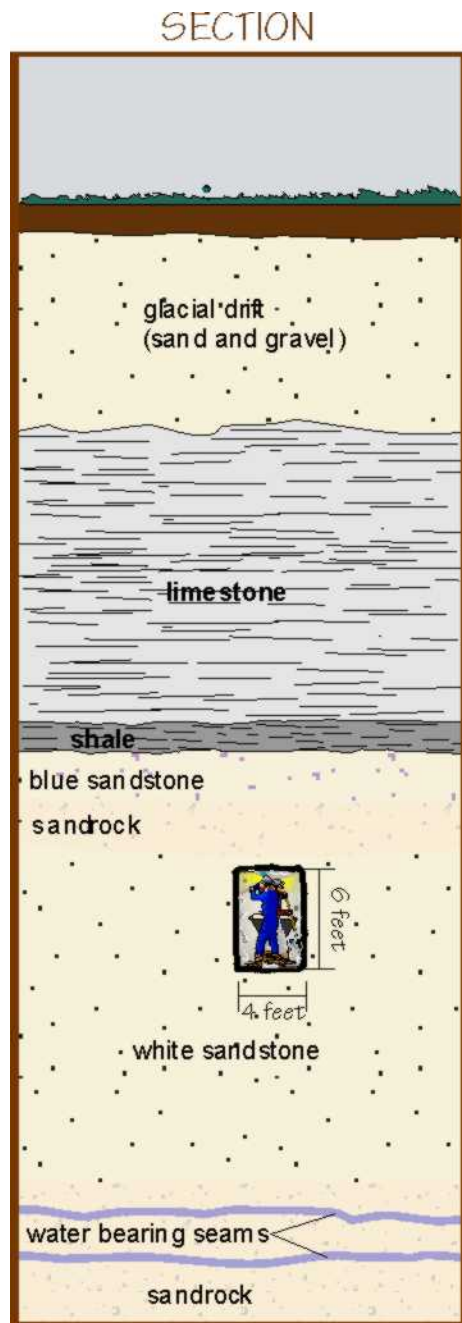 SECTION
glacial drift
(sand and gravel)
limestone
shale
blue sandstone
sandrock
6 feet
4 feet
white sandstone
water bearing seams
sandrock